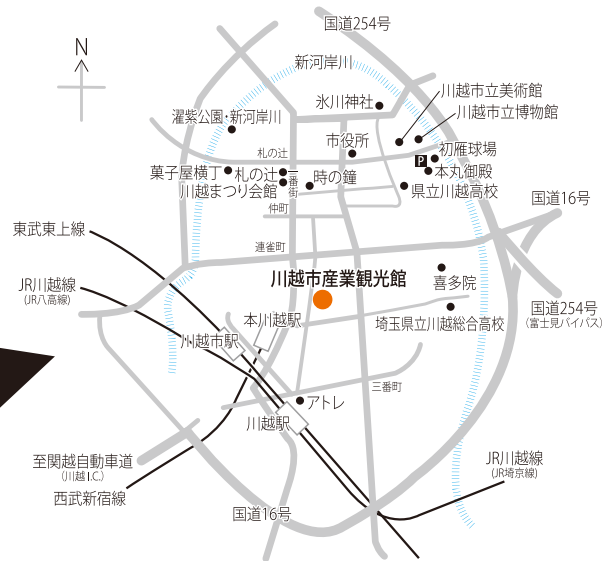 国道254号
N
新河岸川
氷川神社
川越市立美術館
川越市立博物館
濯紫公園・新河岸川
市役所
初雁球場
札の辻
P
本丸御殿
菓子屋横丁
札の辻
一番街
時の鐘
川越まつり会館
県立川越高校
仲町
国道16号
東武東上線
連雀町
川越市産業観光館
喜多院
JR川越線
(JR八高線)
国道254号
(富士見バイパス)
本川越駅
埼玉県立川越総合高校
川越市駅
三番町
アトレ
川越駅
至関越自動車道
(川越I.C.)
JR川越線
(JR埼京線)
西武新宿線
国道16号